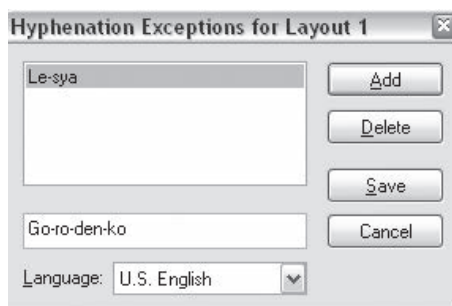 Hyphenation Exceptions for Layout 1
Le-sya
Add
Delete
Save
Go-ro-den-ko
Cancel
Language: U.S. English